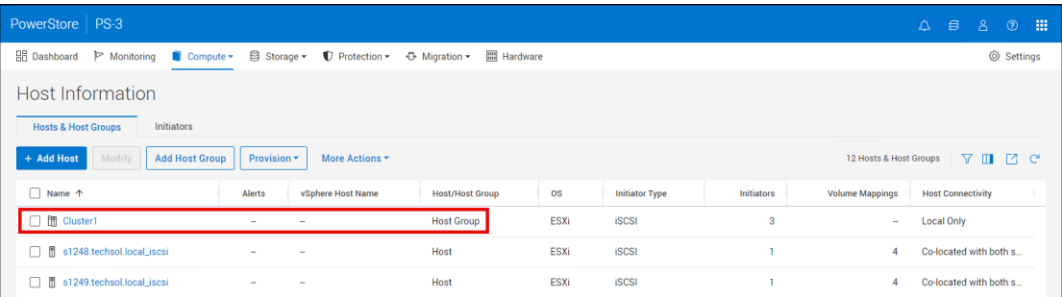 PowerStore PS-3
Dashboard Monitoring Compute Storage Protection Migration Hardware Settings
Host Information
Hosts & Host Groups Initiators
+ Add Host Modify Add Host Group Provision More Actions 12 Hosts & Host Groups
Name ↑ Alerts vSphere Host Name Host/Host Group OS Initiator Type Initiators Volume Mappings Host Connectivity
Cluster1 -- -- Host Group ESXi iSCSI 3 -- Local Only
s1248.techsol.local_iscsi -- -- Host ESXi iSCSI 1 4 Co-located with both s...
s1249.techsol.local_iscsi -- -- Host ESXi iSCSI 1 4 Co-located with both s...